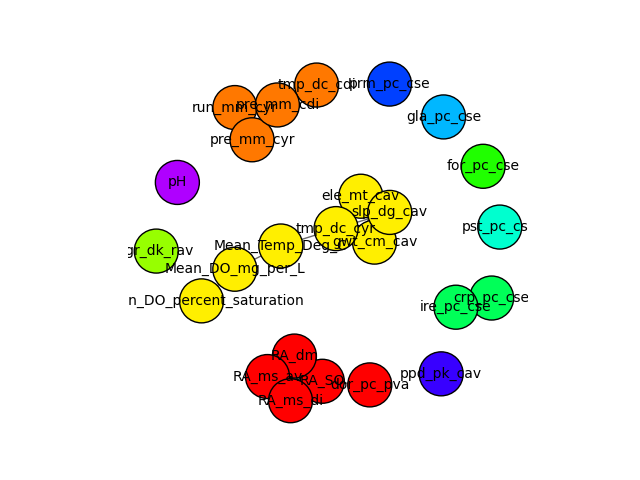 tmp_dc_cdi
prm_pc_cse
run_mm_cyr
pre_mm_cdi
gla_pc_cse
pre_mm_cyr
for_pc_cse
pH
ele_mt_cav
slp_dg_cav
pst_pc_cs
tmp_dc_cyr
gwt_cm_cav
Mean_Temp_Deg_C
gr_dk_rav
Mean_DO_mg_per_L
n_DO_percent_saturation
crp_pc_cse
ire_pc_cse
RA_dm
ppd_pk_cav
RA_ms_av
RA_SO
dor_pc_pva
RA_ms_di